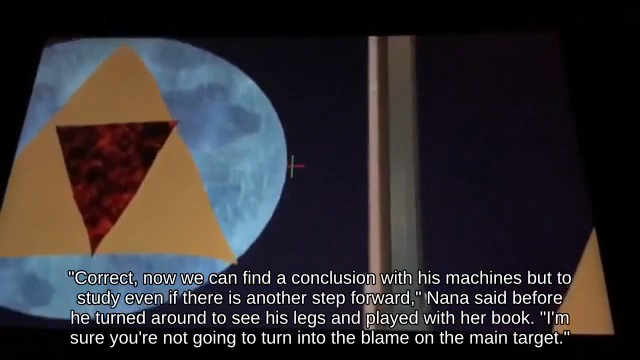 "Correct, now we can find a conclusion with his machines but to
study even if there is another step forward," Nana said before
he turned around to see his legs and played with her book. "I'm
sure you're not going to turn into the blame on the main target."